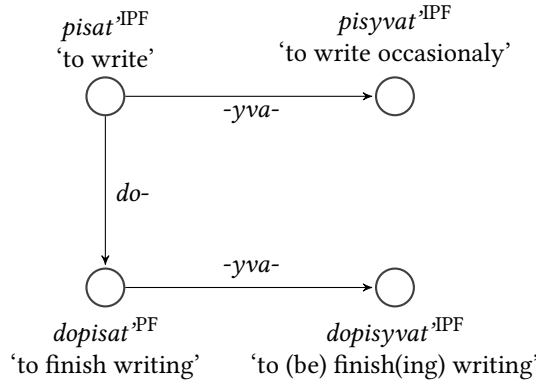 pisat’IPF
‘to write’
pisyvat’IPF
‘to write occasionaly’
-yva-
do-
-yva-
dopisat’PF
‘to finish writing’
dopisyvat’IPF
‘to (be) finish(ing) writing’